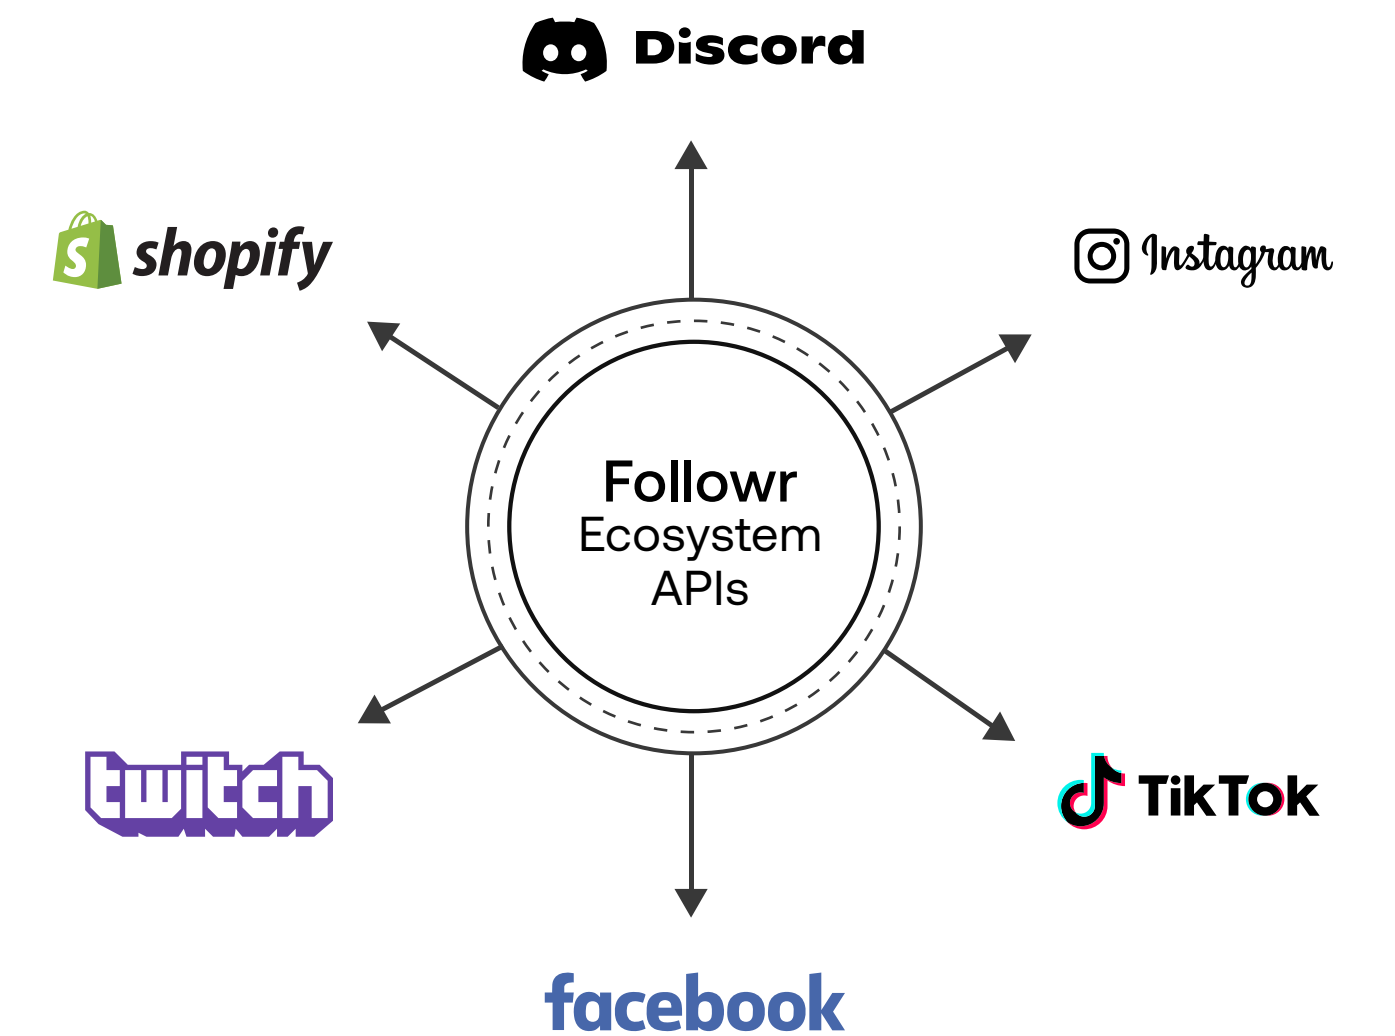 Discord
shopify
Instagram
Followr
Ecosystem
APIs
twitch
TikTok
facebook